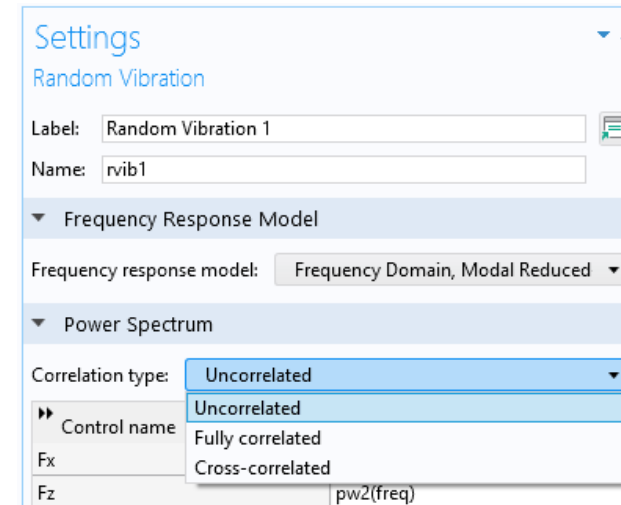 Settings
Random Vibration
Label: Random Vibration 1
Name: rvib1
Frequency Response Model
Frequency response model: Frequency Domain, Modal Reduced
Power Spectrum
Correlation type: Uncorrelated
Uncorrelated
Control name
Fully correlated
Fx
Cross-correlated
Fz pw2(freq)